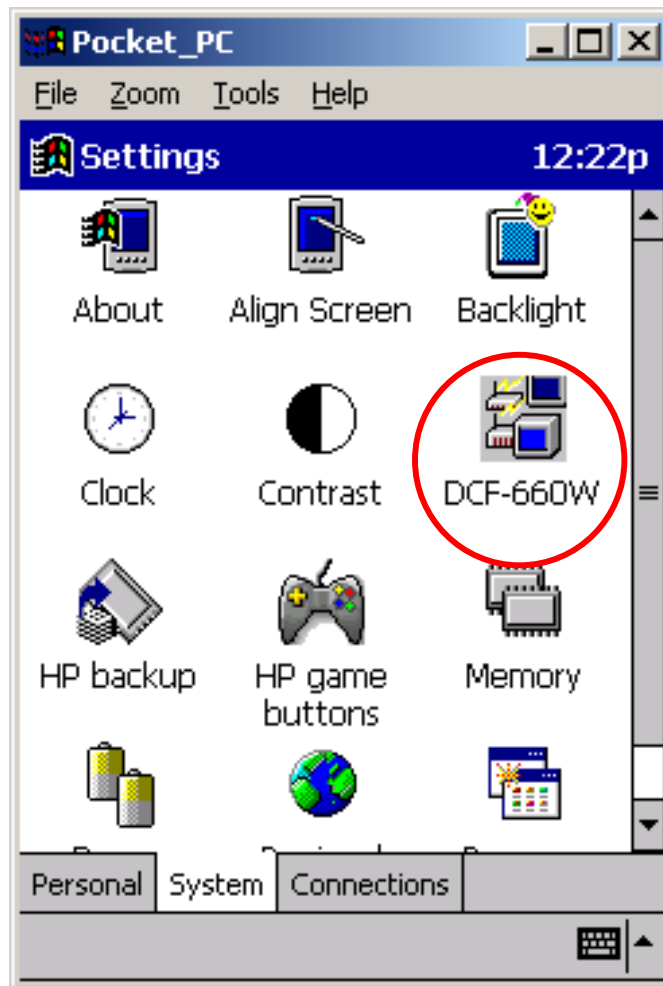 Pocket_PC
File Zoom Tools Help
Settings 12:22p
About Align Screen Backlight
Clock Contrast DCF-660W
HP backup HP game buttons Memory
Personal System Connections